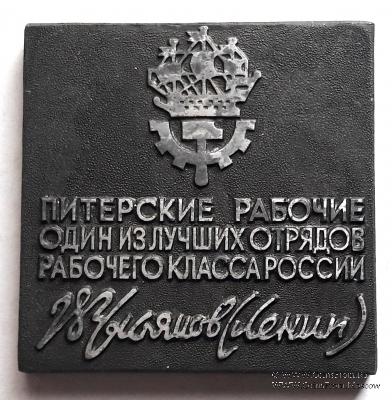 ПИТЕРСКИЕ РАБОЧИЕ
ОДИН ИЗ ЛУЧШИХ ОТРЯДОВ
РАБОЧЕГО КЛАССА РОССИИ
В Ульянов (Ленин)